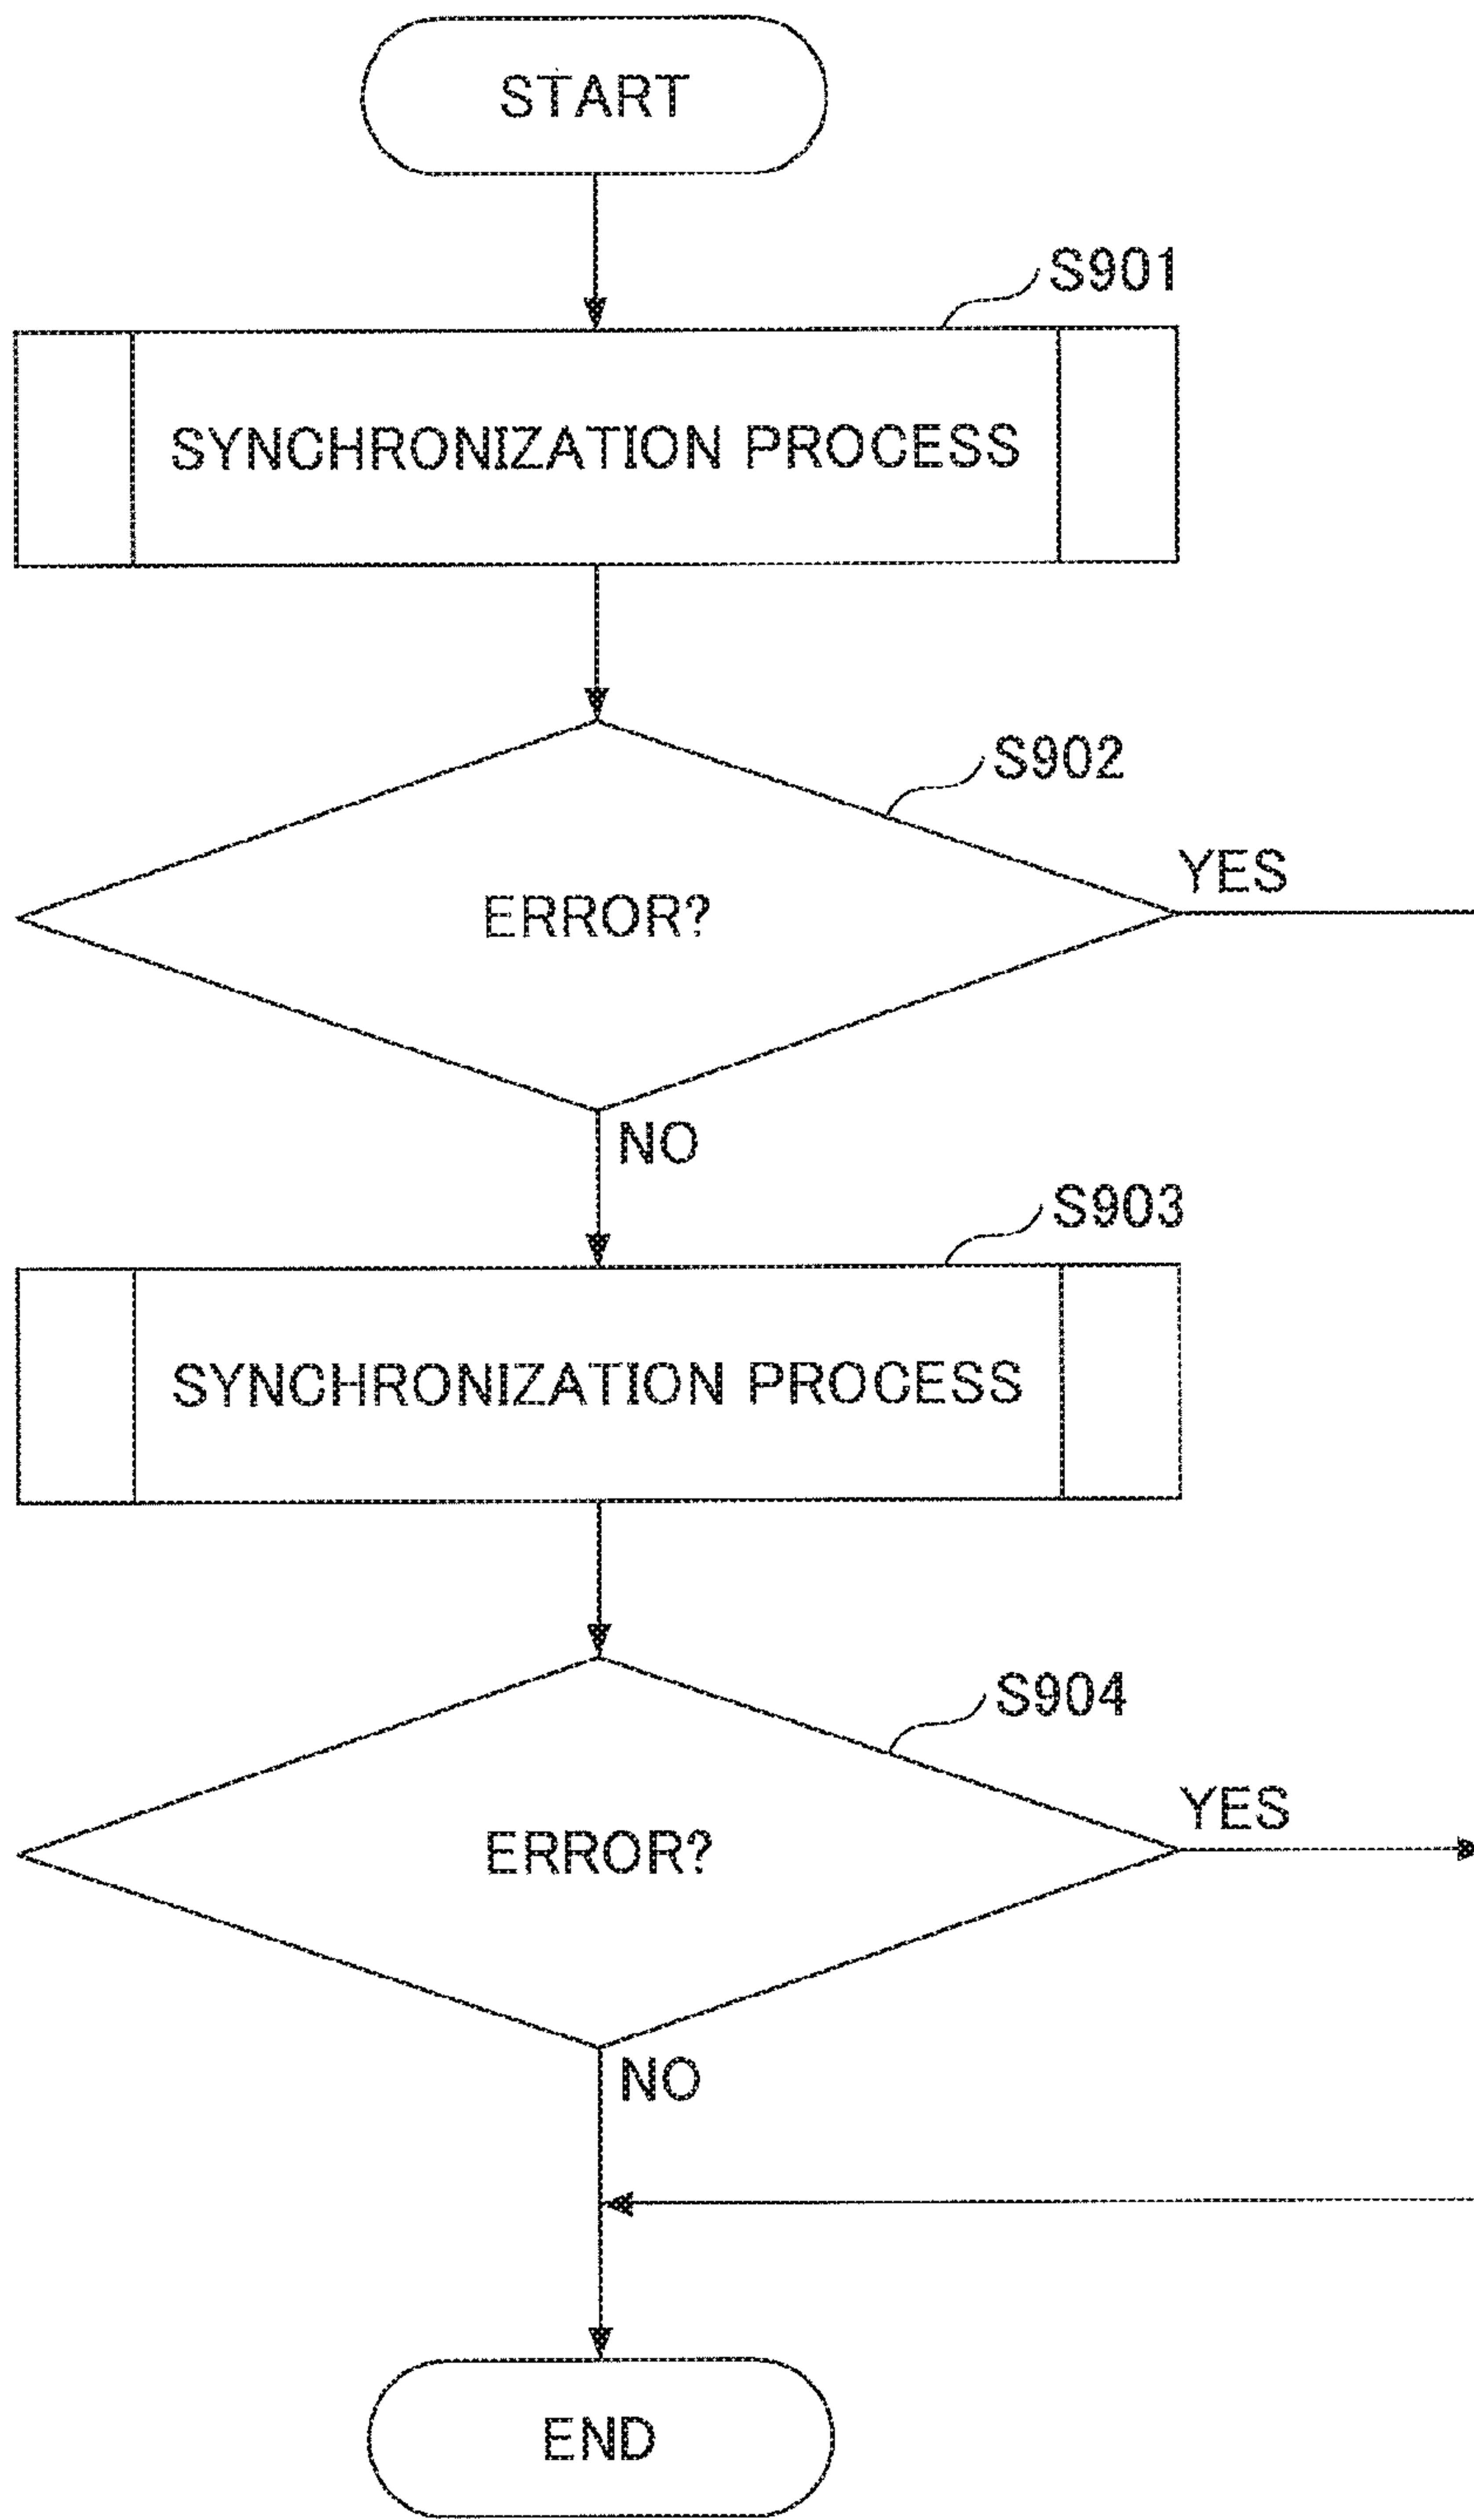 START
S901
SYNCHRONIZATION PROCESS
S902
YES
ERROR?
NO
S903
SYNCHRONIZATION PROCESS
S904
YES
ERROR?
NO
END